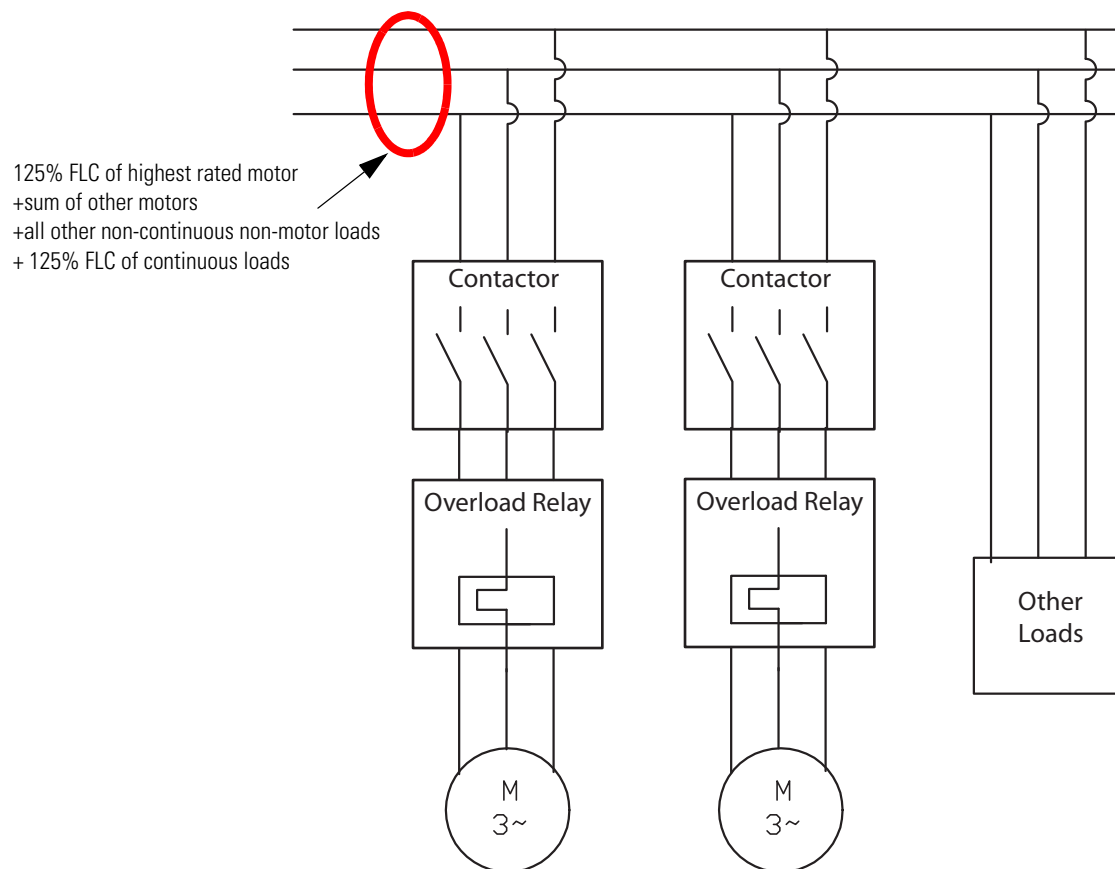 125% FLC of highest rated motor
+sum of other motors
+all other non-continuous non-motor loads
+ 125% FLC of continuous loads
Contactor
Contactor
Overload Relay
Overload Relay
Other
Loads
M
3~
M
3~